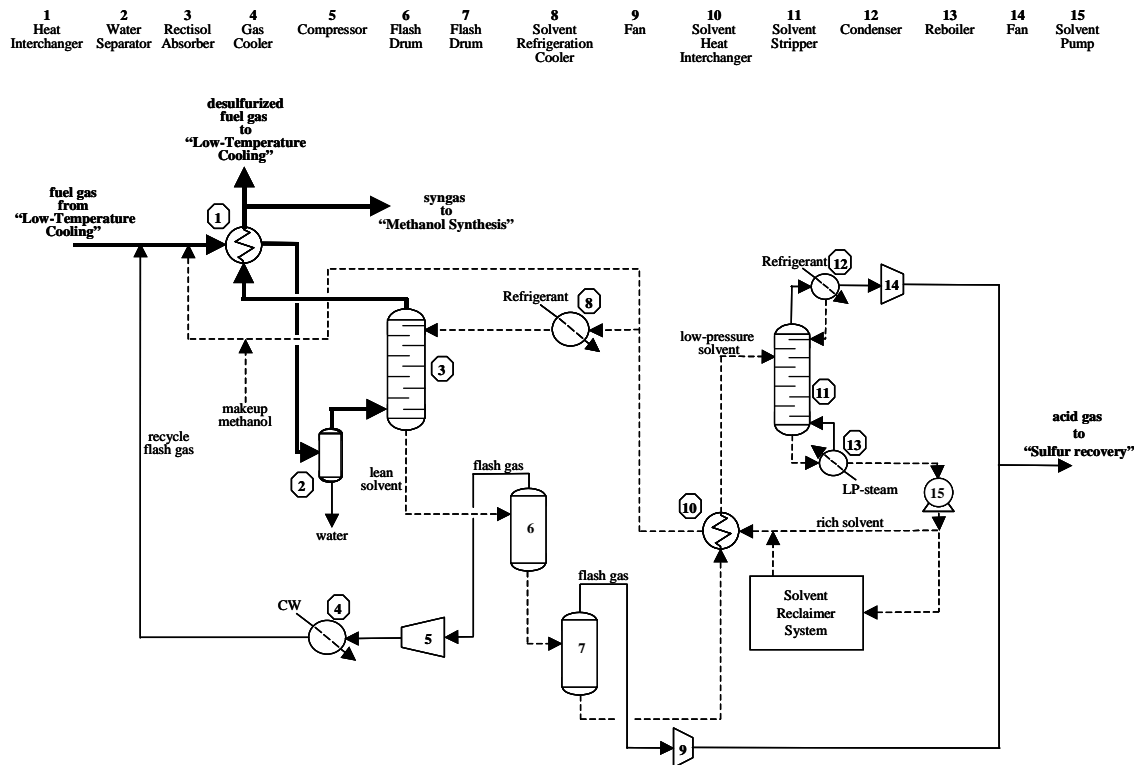 1 2 3 4 5 6 7 8 9 10 11 12 13 14 15
Heat Water Rectisol Gas Compressor Flash Flash Solvent Fan Solvent Solvent Condenser Reboiler Fan Solvent
Interchanger Separator Absorber Cooler Drum Drum Refrigeration Heat Stripper Pump
Cooler Interchanger
desulfurized
fuel gas
to
“Low-Temperature
Cooling”
fuel gas
from
“Low-Temperature
Cooling”
syngas
to
“Methanol Synthesis”
1
Refrigerant
12
14
Refrigerant
8
low-pressure
solvent
3
11
makeup
methanol
acid gas
to
“Sulfur recovery”
recycle
flash gas
13
lean
solvent
flash gas
2
LP-steam
15
10
rich solvent
water
6
flash gas
CW
4
5
7
Solvent
Reclaimer
System
9